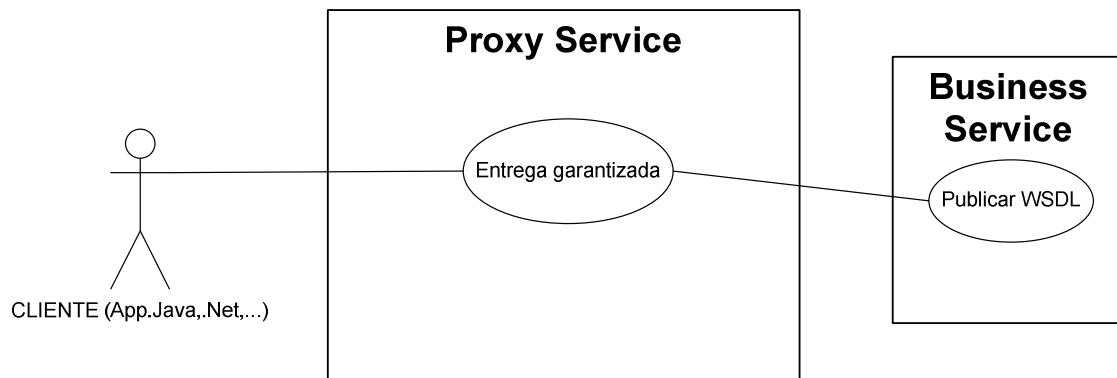 Proxy Service
Business
Service
Entrega garantizada
Publicar WSDL
CLIENTE (App.Java,.Net,...)